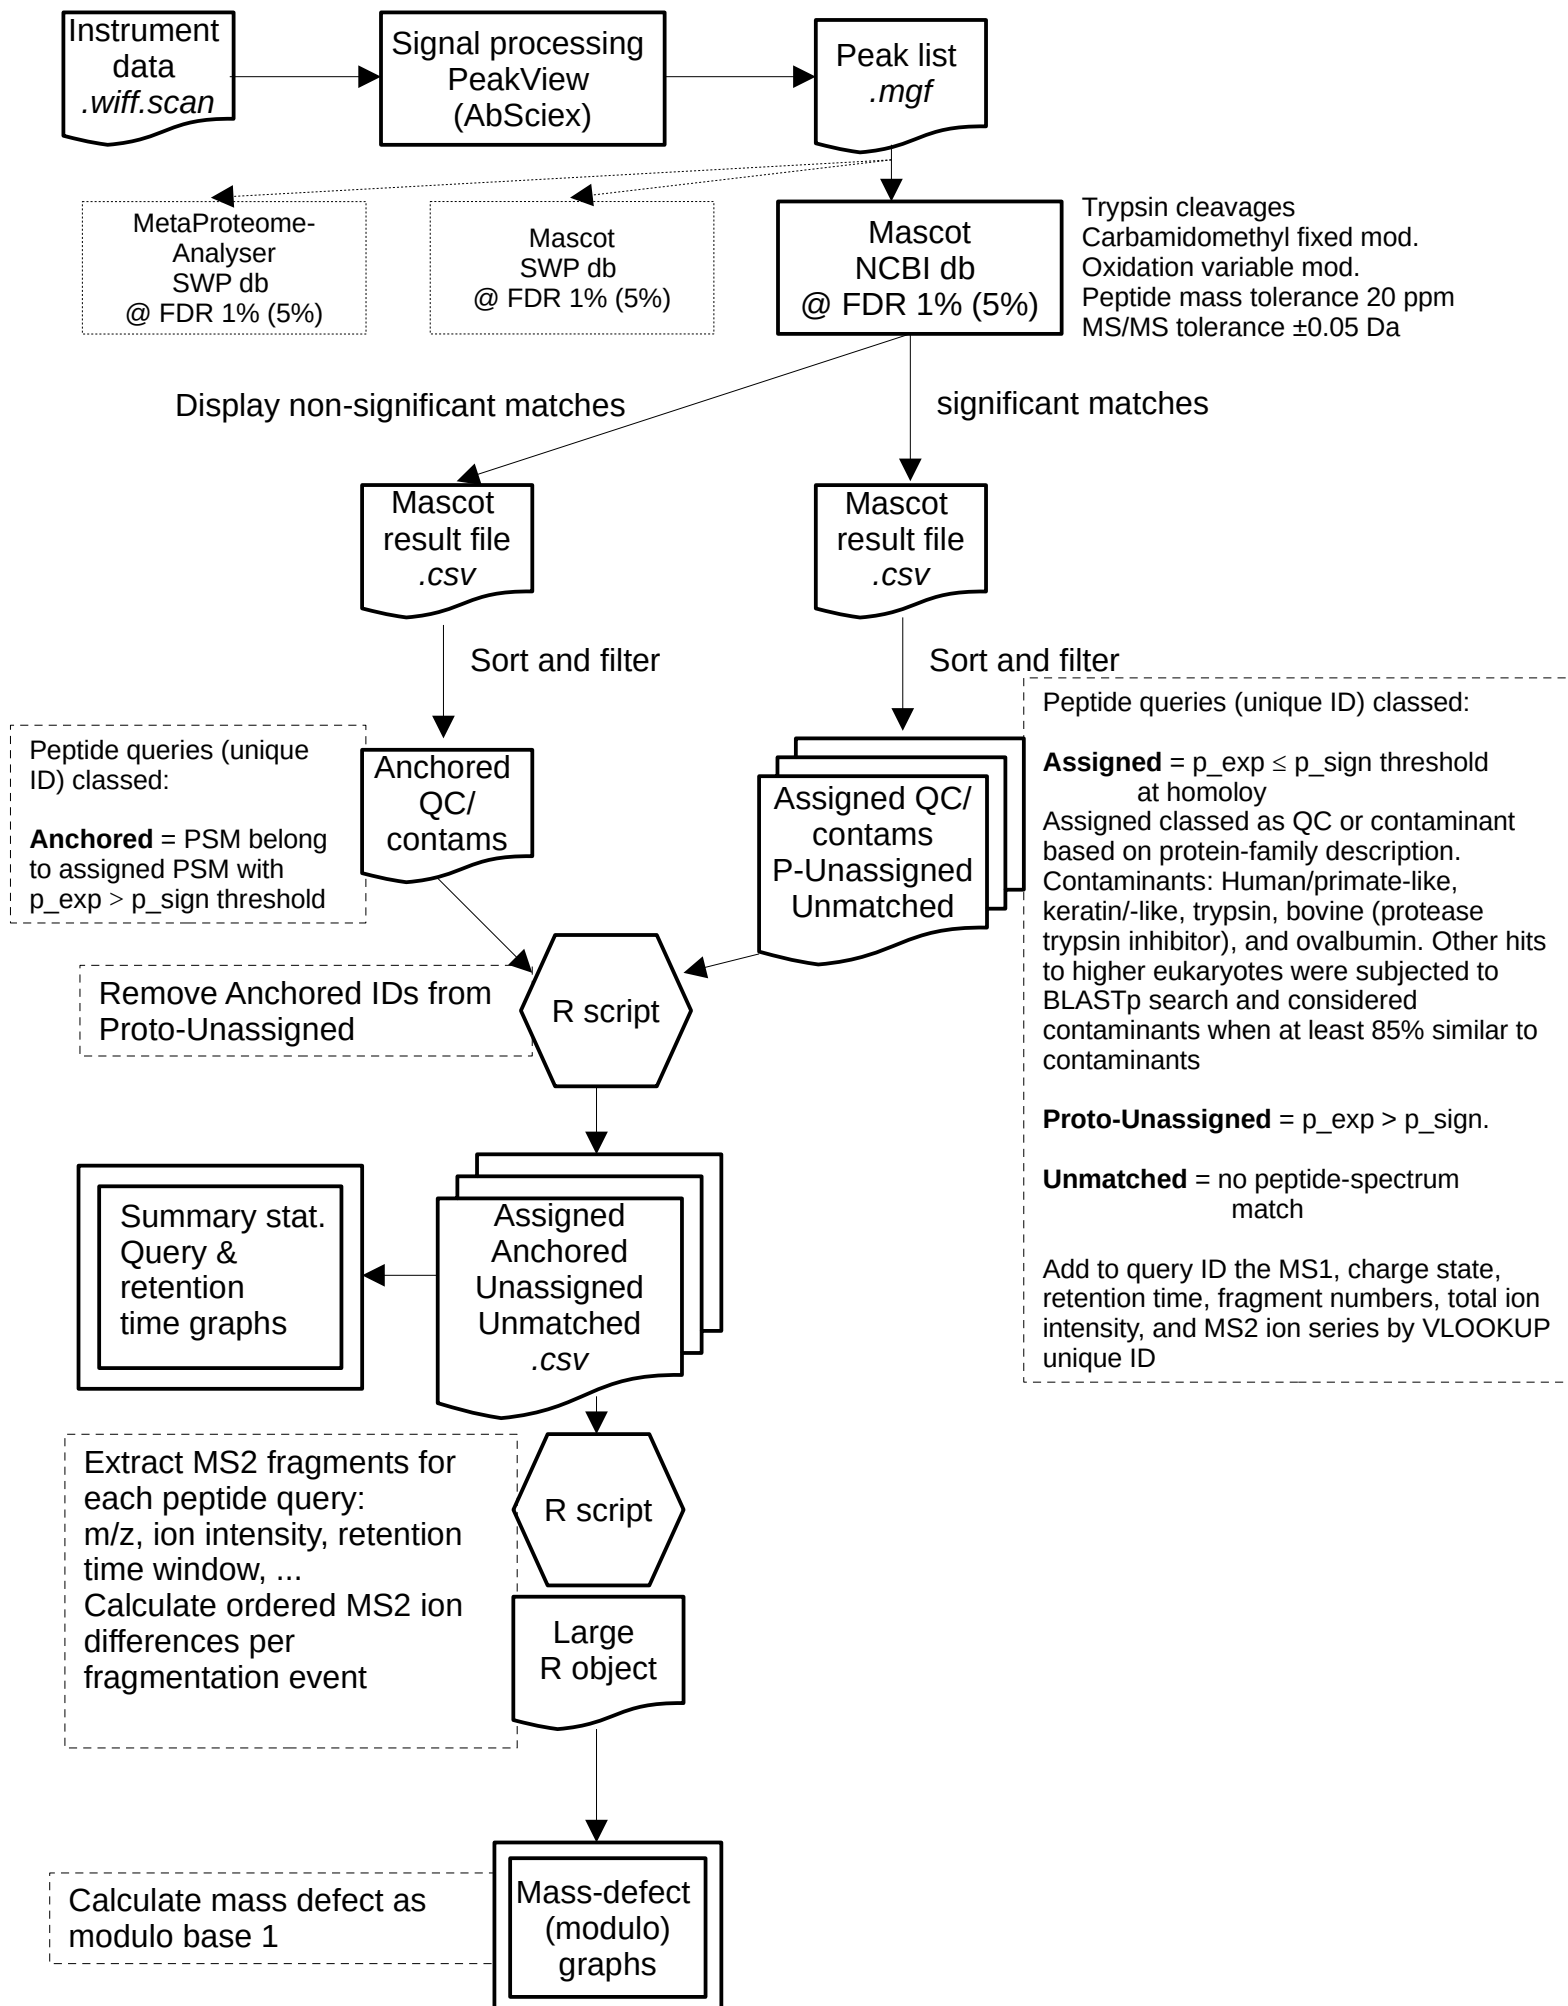 Instrument
data
.wiff.scan
Signal processing
PeakView
(AbSciex)
Peak list
.mgf
MetaProteome-
Analyser
SWP db
@ FDR 1% (5%)
Mascot
SWP db
@ FDR 1% (5%)
Mascot
NCBI db
@ FDR 1% (5%)
Trypsin cleavages
Carbamidomethyl fixed mod.
Oxidation variable mod.
Peptide mass tolerance 20 ppm
MS/MS tolerance ±0.05 Da
Display non-significant matches
significant matches
Mascot
result file
.csv
Mascot
result file
.csv
Sort and filter
Sort and filter
Peptide queries (unique
ID) classed:
Anchored = PSM belong
to assigned PSM with
p_exp > p_sign threshold
Anchored
QC/
contams
Assigned QC/
contams
P-Unassigned
Unmatched
Peptide queries (unique ID) classed:
Assigned = p_exp ≤ p_sign threshold
at homoloy
Assigned classed as QC or contaminant
based on protein-family description.
Contaminants: Human/primate-like,
keratin/-like, trypsin, bovine (protease
trypsin inhibitor), and ovalbumin. Other hits
to higher eukaryotes were subjected to
BLASTp search and considered
contaminants when at least 85% similar to
contaminants
Proto-Unassigned = p_exp > p_sign.
Unmatched = no peptide-spectrum
match
Add to query ID the MS1, charge state,
retention time, fragment numbers, total ion
intensity, and MS2 ion series by VLOOKUP
unique ID
Remove Anchored IDs from
Proto-Unassigned
R script
Summary stat.
Query &
retention
time graphs
Assigned
Anchored
Unassigned
Unmatched
.csv
Extract MS2 fragments for
each peptide query:
m/z, ion intensity, retention
time window, ...
Calculate ordered MS2 ion
differences per
fragmentation event
R script
Large
R object
Calculate mass defect as
modulo base 1
Mass-defect
(modulo)
graphs